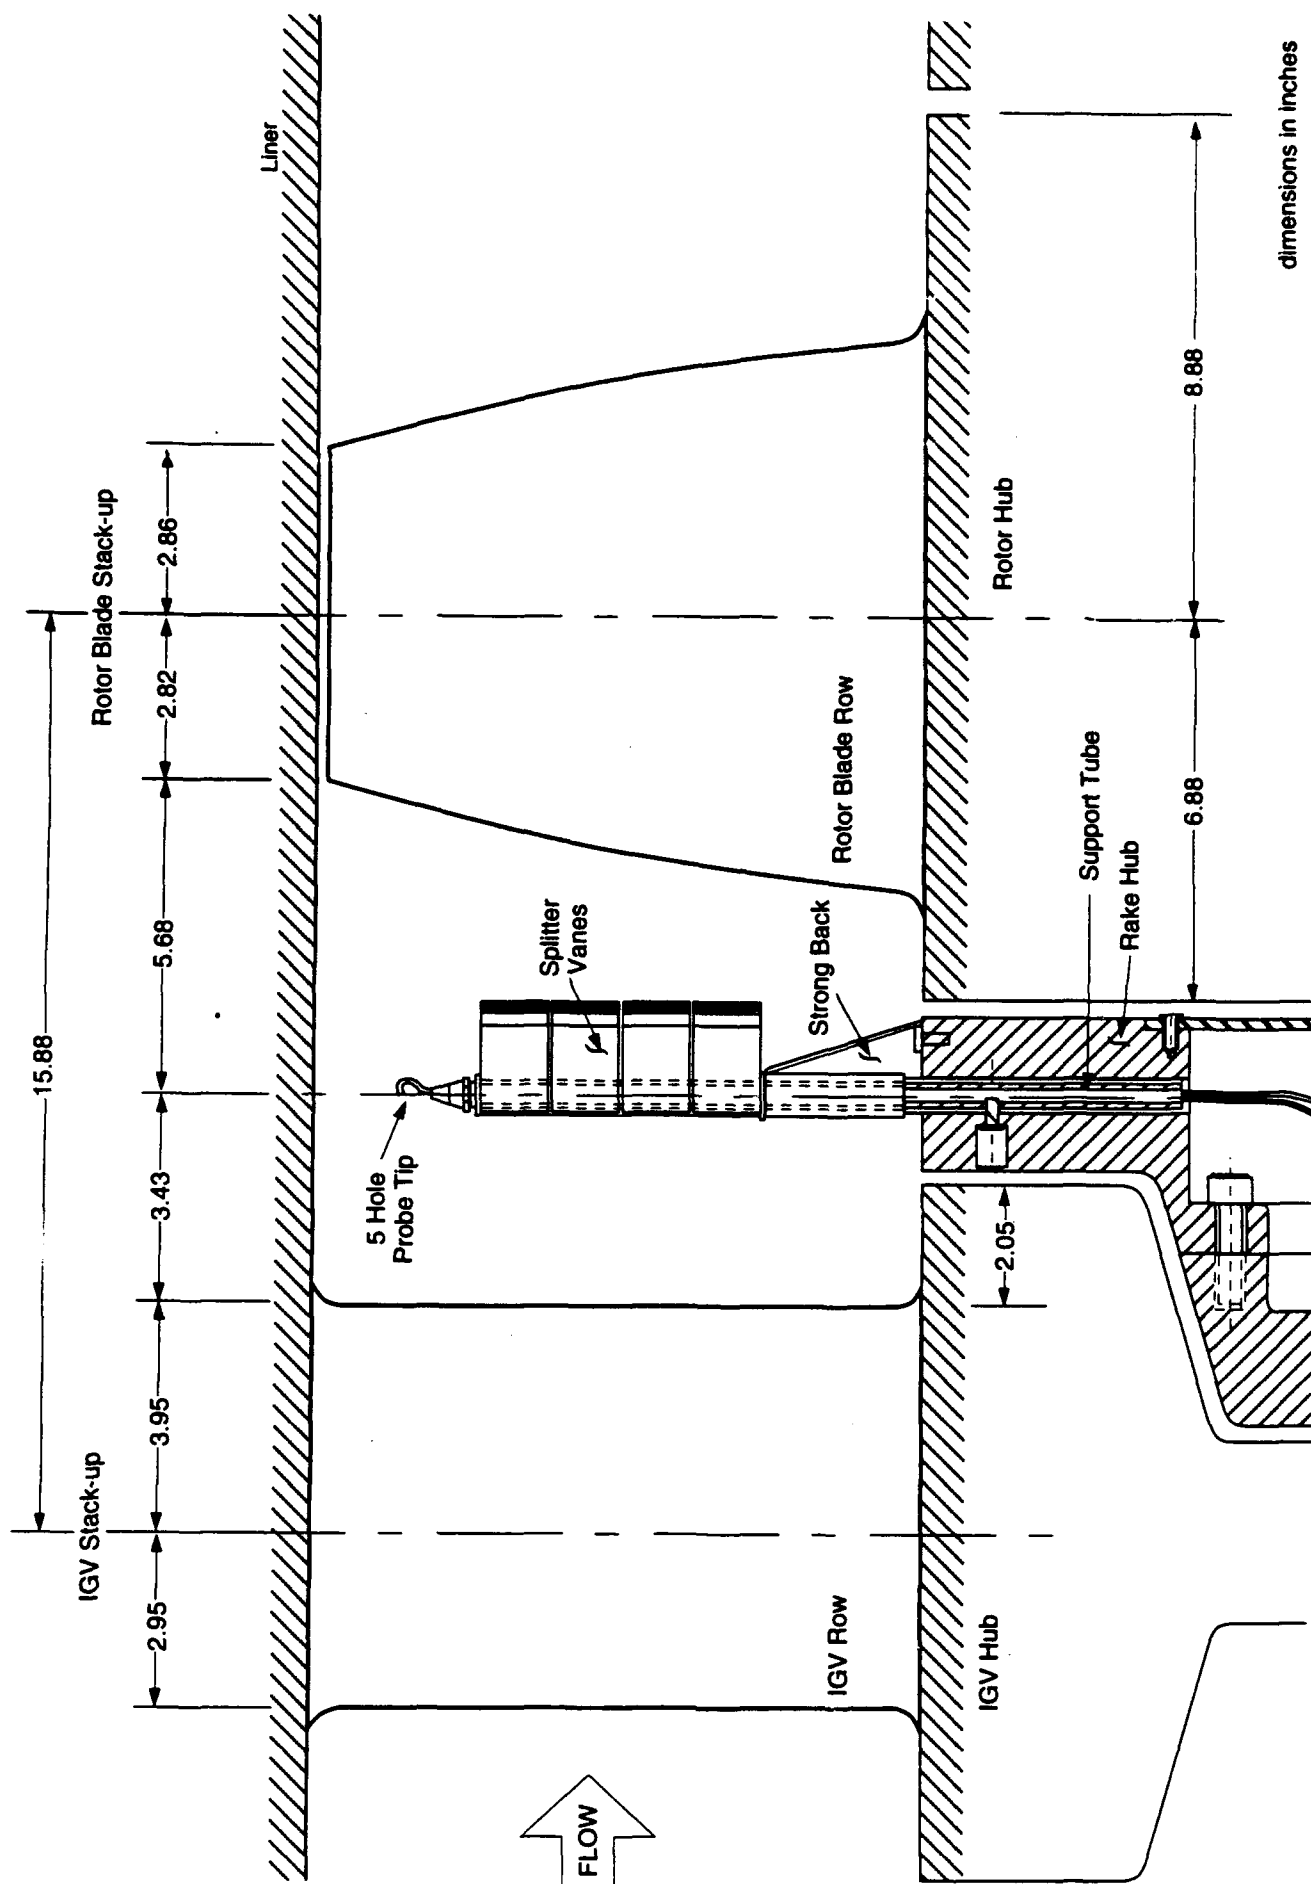 15.88
IGV Stack-up
Rotor Blade Stack-up
2.95
3.95
3.43
5.68
2.82
2.86
Liner
5 Hole
Probe Tip
Splitter
Vanes
FLOW
IGV Row
Strong Back
Rotor Blade Row
IGV Hub
2.05
Rotor Hub
Support Tube
Rake Hub
6.88
8.88
dimensions in inches